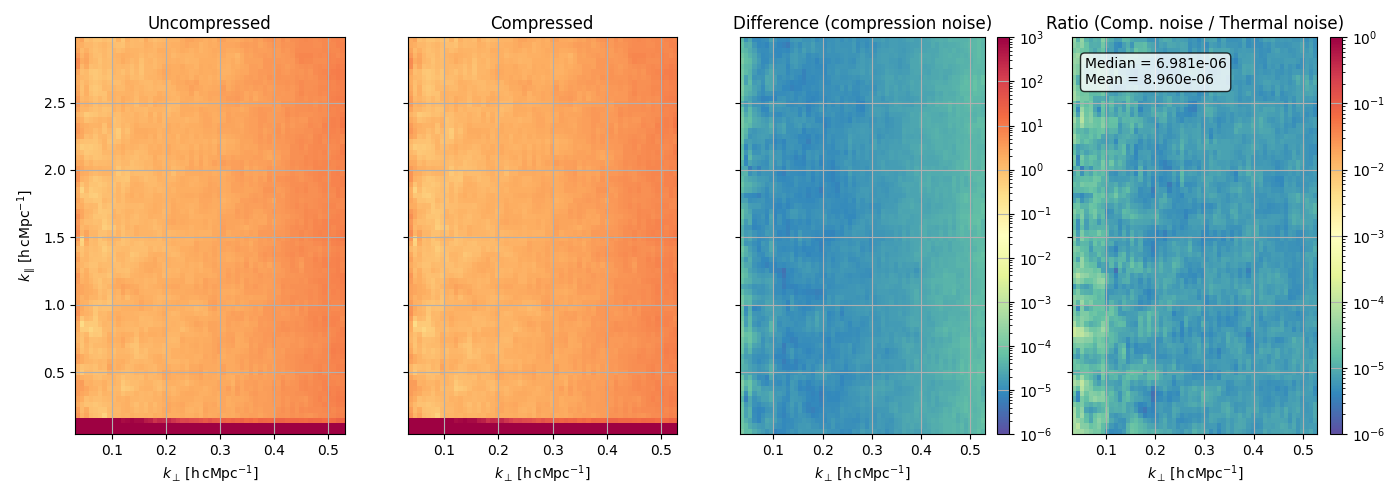 Uncompressed
Compressed
Difference (compression noise)
Ratio (Comp. noise / Thermal noise)
Median = 6.981e-06
Mean = 8.960e-06
k∥ [h cMpc⁻¹]
2.5
2.0
1.5
1.0
0.5
0.1 0.2 0.3 0.4 0.5
k⊥ [h cMpc⁻¹]
0.1 0.2 0.3 0.4 0.5
k⊥ [h cMpc⁻¹]
0.1 0.2 0.3 0.4 0.5
k⊥ [h cMpc⁻¹]
10³
10²
10¹
10⁰
10⁻¹
10⁻²
10⁻³
10⁻⁴
10⁻⁵
10⁻⁶
0.1 0.2 0.3 0.4 0.5
k⊥ [h cMpc⁻¹]
10⁰
10⁻¹
10⁻²
10⁻³
10⁻⁴
10⁻⁵
10⁻⁶